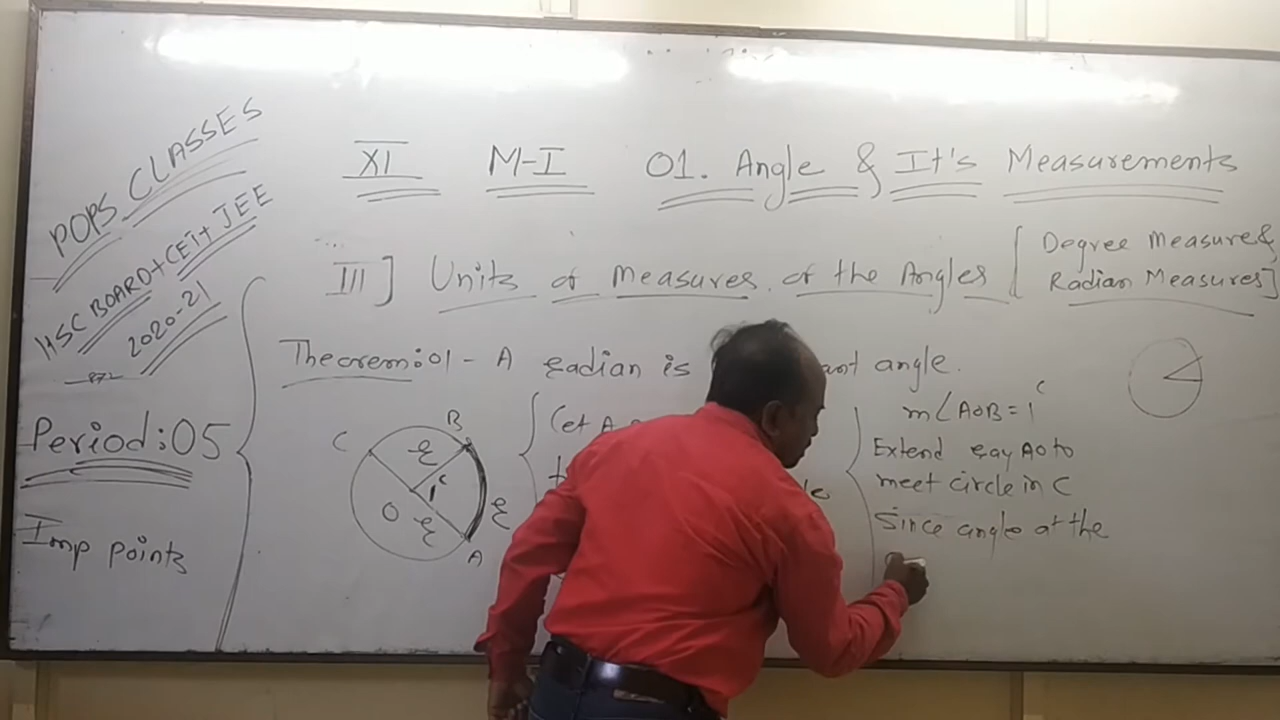 POPS CLASSES
HSC BOARD+CET+JEE
2020-21
Period:05
Imp points
XI M-I 01. Angle & It's Measurements
III] Units of Measures of the Angles [Degree Measure &
Radian Measures]
Theorem:01 - A radian is angle.
C
B
r
1c
O
r
r
A
Let A
m∠AOB = 1c
Extend ray AO to
meet circle in C
Since angle at the